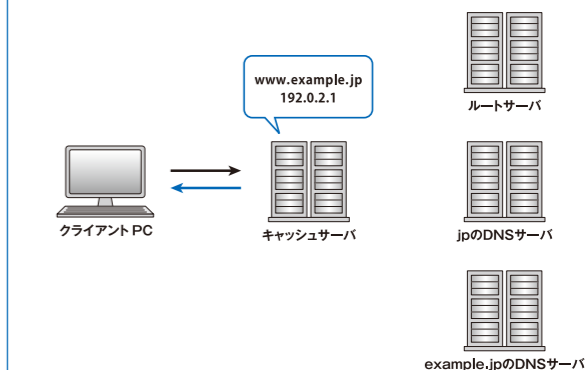 www.example.jp
192.0.2.1
ルートサーバ
クライアント PC
キャッシュサーバ
jpのDNSサーバ
example.jpのDNSサーバ